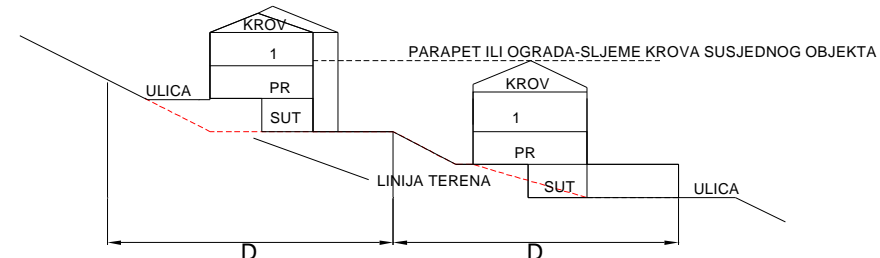 KROV
1
PARAPET ILI OGRADA-SLJEME KROVA SUSJEDNOG OBJEKTA
ULICA
PR
KROV
SUT
1
PR
LINIJA TERENA
SUT
ULICA
D
D